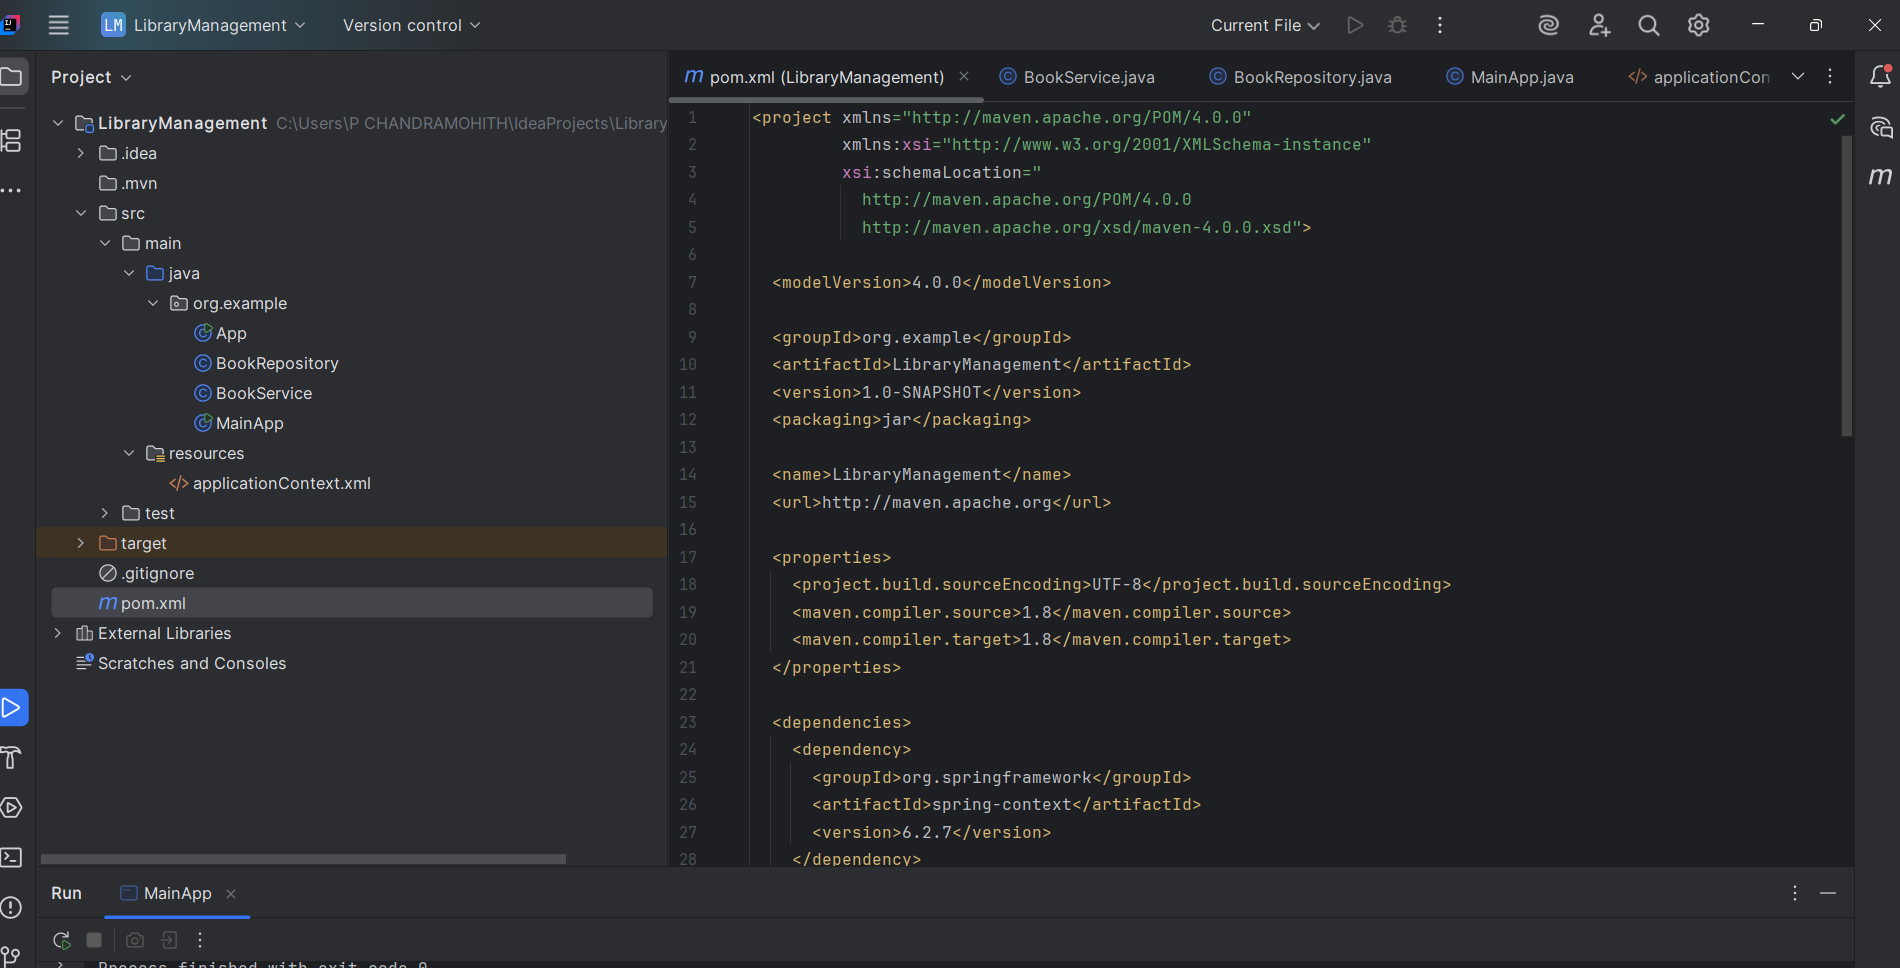 LM LibraryManagement Version control Current File
Project
LibraryManagement C:\Users\P CHANDRAMOHITH\IdeaProjects\Library
.idea
.mvn
src
main
java
org.example
App
BookRepository
BookService
MainApp
resources
applicationContext.xml
test
target
.gitignore
pom.xml
External Libraries
Scratches and Consoles
m pom.xml (LibraryManagement) BookService.java BookRepository.java MainApp.java applicationCon
1 <project xmlns="http://maven.apache.org/POM/4.0.0"
2 xmlns:xsi="http://www.w3.org/2001/XMLSchema-instance"
3 xsi:schemaLocation="
4 http://maven.apache.org/POM/4.0.0
5 http://maven.apache.org/xsd/maven-4.0.0.xsd">
6
7 <modelVersion>4.0.0</modelVersion>
8
9 <groupId>org.example</groupId>
10 <artifactId>LibraryManagement</artifactId>
11 <version>1.0-SNAPSHOT</version>
12 <packaging>jar</packaging>
13
14 <name>LibraryManagement</name>
15 <url>http://maven.apache.org</url>
16
17 <properties>
18 <project.build.sourceEncoding>UTF-8</project.build.sourceEncoding>
19 <maven.compiler.source>1.8</maven.compiler.source>
20 <maven.compiler.target>1.8</maven.compiler.target>
21 </properties>
22
23 <dependencies>
24 <dependency>
25 <groupId>org.springframework</groupId>
26 <artifactId>spring-context</artifactId>
27 <version>6.2.7</version>
28 </dependency>
Run MainApp
Process finished with exit code 0